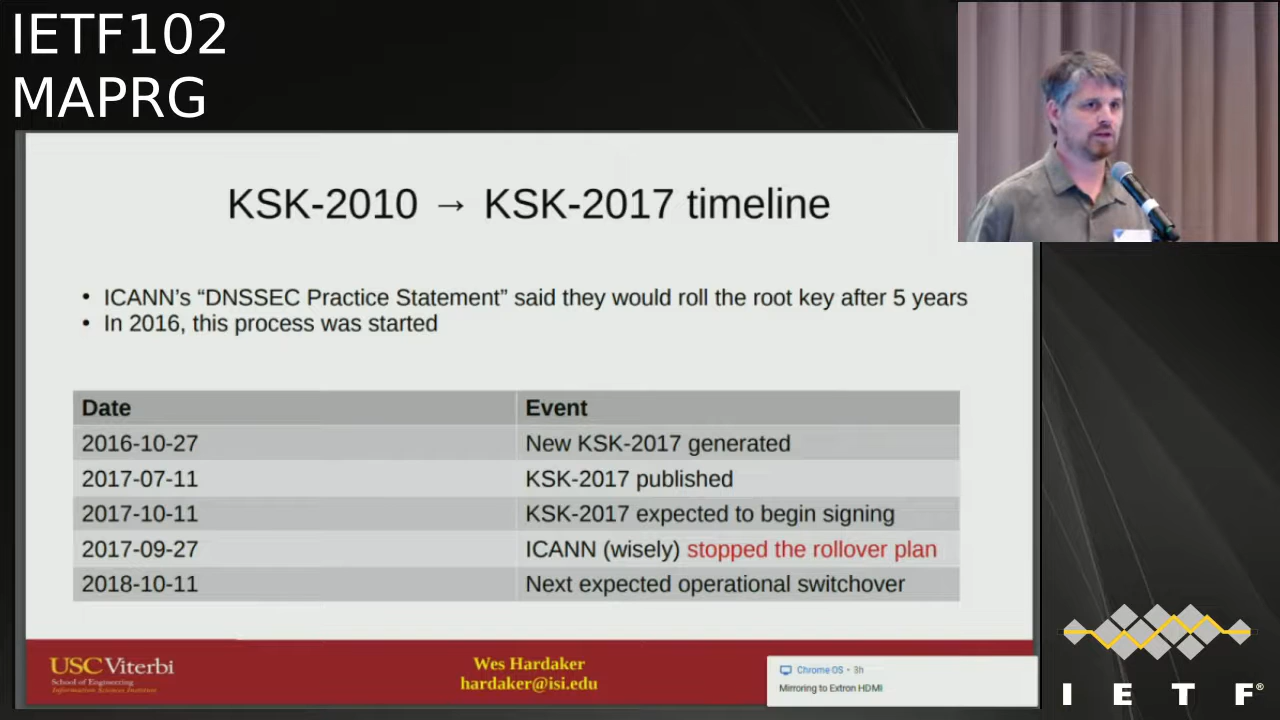 IETF102
MAPRG
KSK-2010 → KSK-2017 timeline
• ICANN’s “DNSSEC Practice Statement” said they would roll the root key after 5 years
• In 2016, this process was started
Date Event
2016-10-27 New KSK-2017 generated
2017-07-11 KSK-2017 published
2017-10-11 KSK-2017 expected to begin signing
2017-09-27 ICANN (wisely) stopped the rollover plan
2018-10-11 Next expected operational switchover
USC Viterbi
School of Engineering
Information Sciences Institute
Wes Hardaker
hardaker@isi.edu
Chrome OS • 3h
Mirroring to Extron HDMI
I E T F®